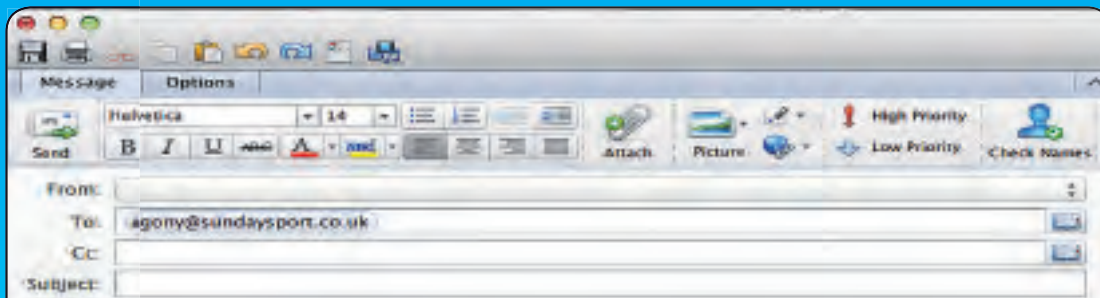 Message Options
Helvetica 14 High Priority
B I U ABC A Low Priority
Send Attach Picture Check Names
From:
To: agony@sundaysport.co.uk
Cc:
Subject: